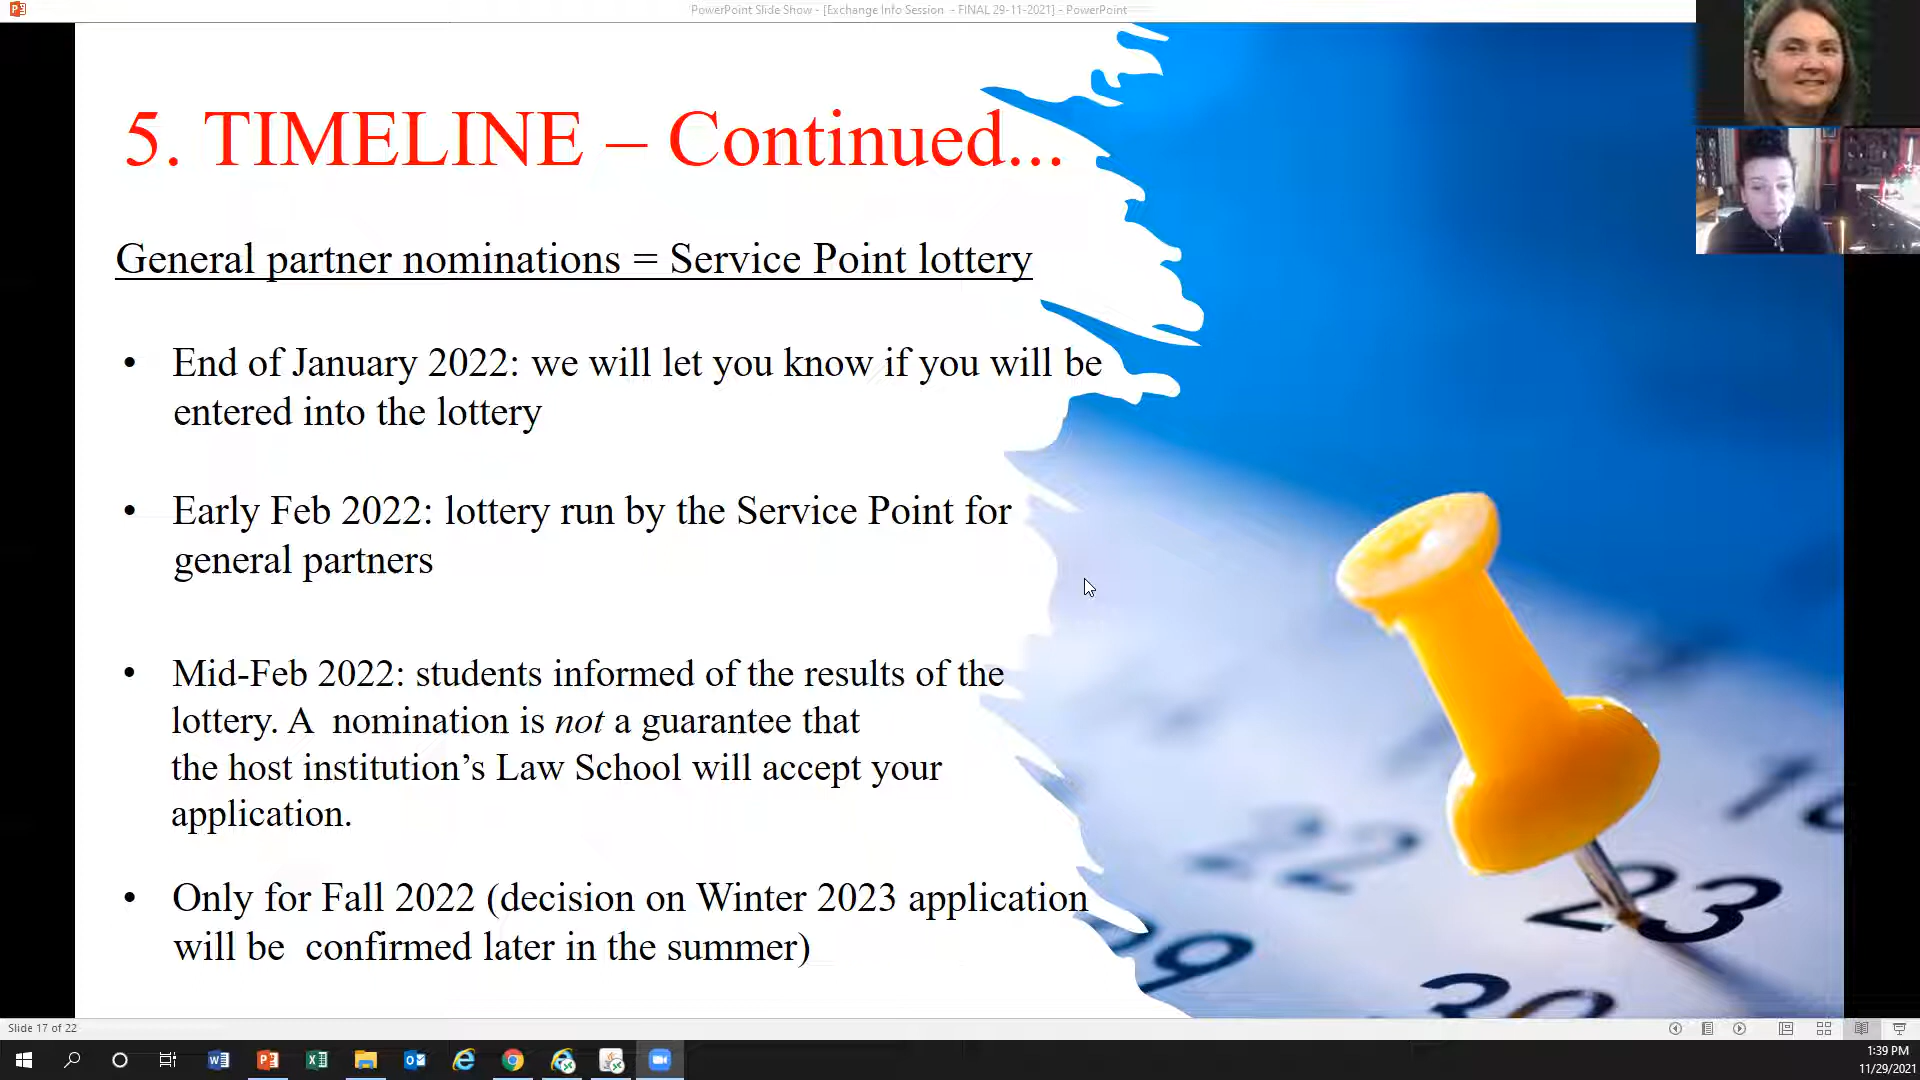 PowerPoint Slide Show - [Exchange Info Session - FINAL 29-11-2021] - PowerPoint
5. TIMELINE – Continued...
General partner nominations = Service Point lottery
• End of January 2022: we will let you know if you will be
entered into the lottery
• Early Feb 2022: lottery run by the Service Point for
general partners
• Mid-Feb 2022: students informed of the results of the
lottery. A nomination is not a guarantee that
the host institution’s Law School will accept your
application.
• Only for Fall 2022 (decision on Winter 2023 application
will be confirmed later in the summer)
16
22
23
29
30
Slide 17 of 22
1:39 PM
11/29/2021